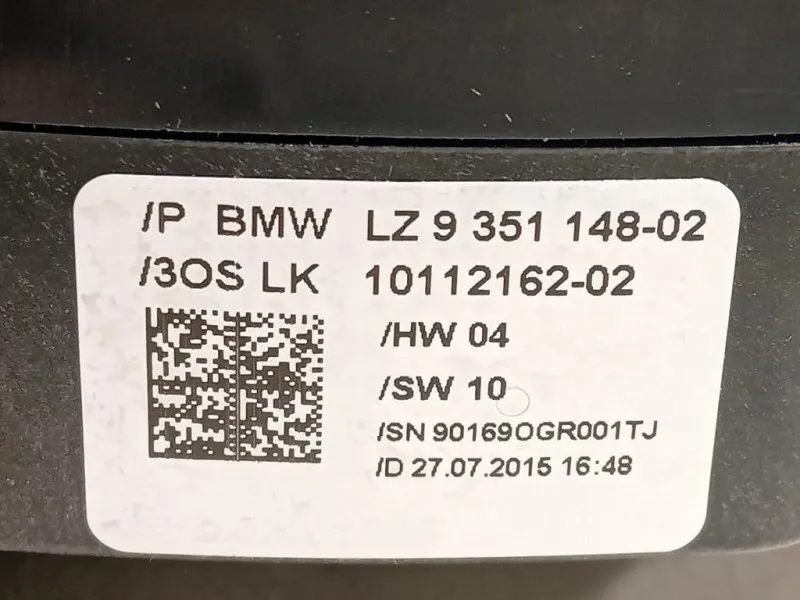 /P BMW LZ 9 351 148-02
/3OS LK 10112162-02
/HW 04
/SW 10
/SN 90169OGR001TJ
/D 27.07.2015 16:48